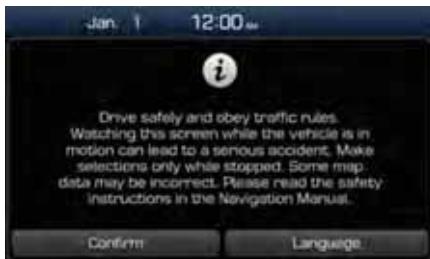 Jan. 1 12:00 AM
i
Drive safely and obey traffic rules.
Watching this screen while the vehicle is in
motion can lead to a serious accident. Make
selections only while stopped. Some map
data may be incorrect. Please read the safety
instructions in the Navigation Manual.
Confirm Language